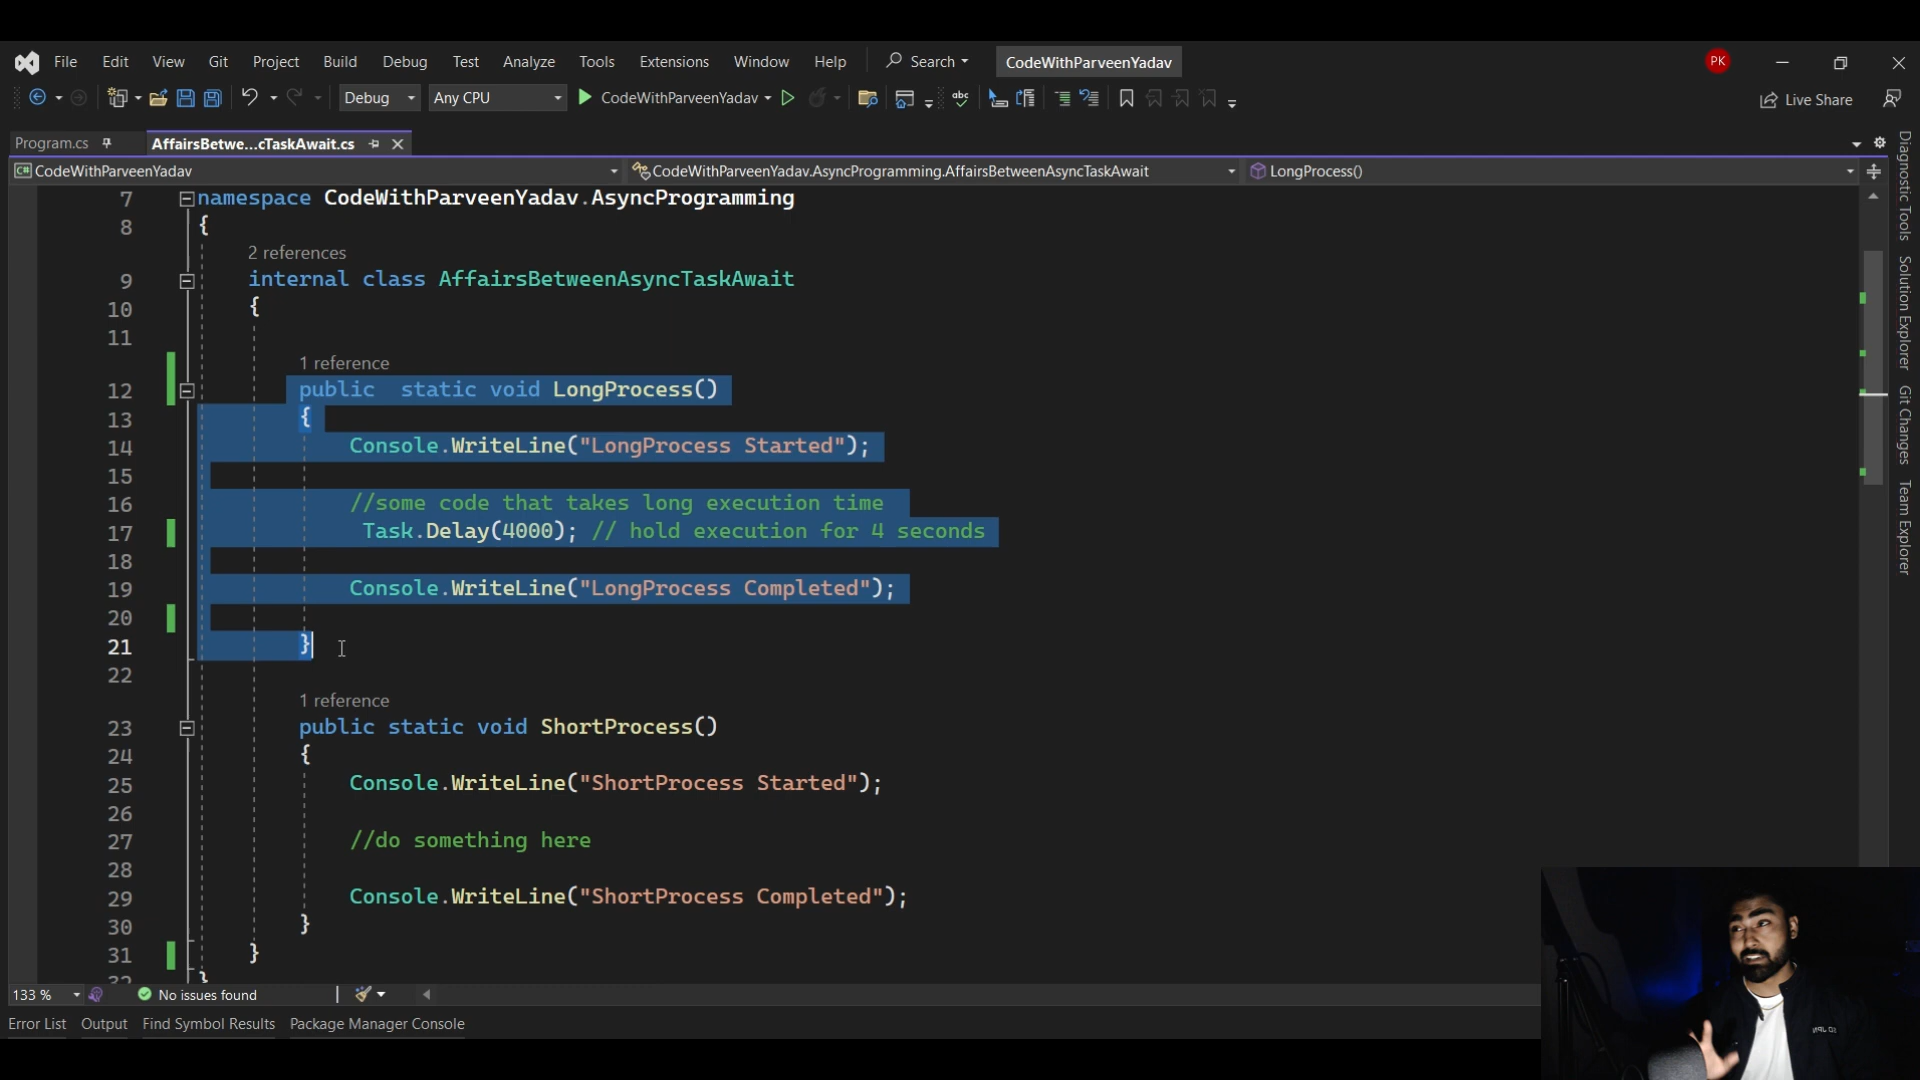 File Edit View Git Project Build Debug Test Analyze Tools Extensions Window Help Search CodeWithParveenYadav PK
Debug Any CPU CodeWithParveenYadav abc Live Share
Program.cs AffairsBetwe...cTaskAwait.cs
C# CodeWithParveenYadav CodeWithParveenYadav.AsyncProgramming.AffairsBetweenAsyncTaskAwait LongProcess()
7 namespace CodeWithParveenYadav.AsyncProgramming
8 {
2 references
9 internal class AffairsBetweenAsyncTaskAwait
10 {
11
1 reference
12 public  static void LongProcess()
13 {
14 Console.WriteLine("LongProcess Started");
15
16 //some code that takes long execution time
17 Task.Delay(4000); // hold execution for 4 seconds
18
19 Console.WriteLine("LongProcess Completed");
20
21 }
22
1 reference
23 public static void ShortProcess()
24 {
25 Console.WriteLine("ShortProcess Started");
26
27 //do something here
28
29 Console.WriteLine("ShortProcess Completed");
30 }
31 }
32 }
133 % No issues found
Error List Output Find Symbol Results Package Manager Console
Diagnostic Tools
Solution Explorer
Git Changes
Team Explorer